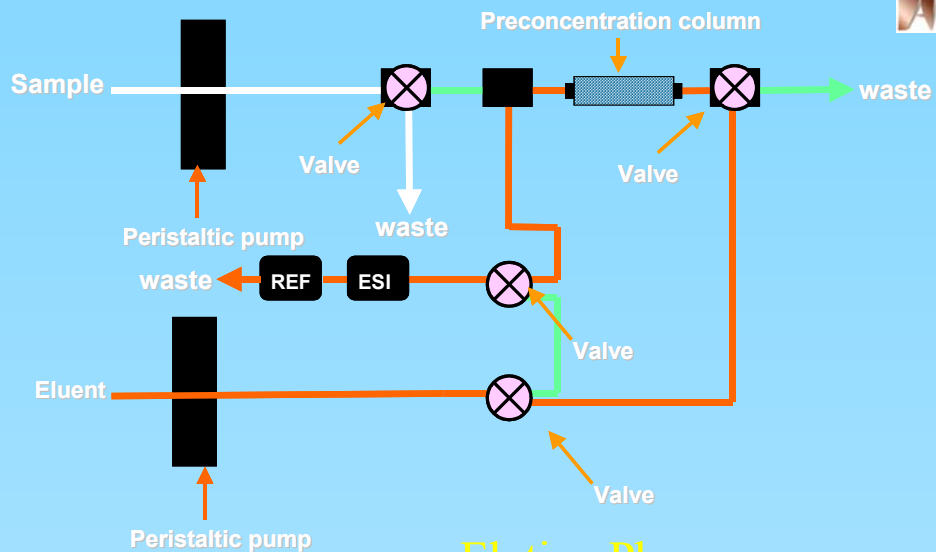 Preconcentration column
Sample
waste
Valve
Valve
waste
Peristaltic pump
waste
REF
ESI
Valve
Eluent
Valve
Peristaltic pump